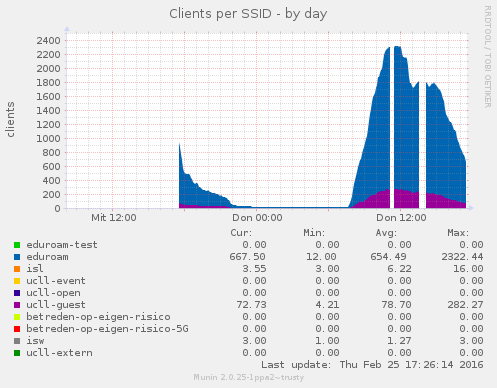 Clients per SSID - by day
RRDTOOL / TOBI OETIKER
clients
2400
2200
2000
1800
1600
1400
1200
1000
800
600
400
200
0
Mit 12:00 Don 00:00 Don 12:00
Cur: Min: Avg: Max:
eduroam-test 0.00 0.00 0.00 0.00
eduroam 667.50 12.00 654.49 2322.44
isl 3.55 3.00 6.22 16.00
ucll-event 0.00 0.00 0.00 0.00
ucll-open 0.00 0.00 0.00 0.00
ucll-guest 72.73 4.21 78.70 282.27
betreden-op-eigen-risico 0.00 0.00 0.00 0.00
betreden-op-eigen-risico-5G 0.00 0.00 0.00 0.00
isw 3.00 1.00 1.27 3.00
ucll-extern 0.00 0.00 0.00 0.00
Last update: Thu Feb 25 17:26:14 2016
Munin 2.0.25-1ppa2~trusty